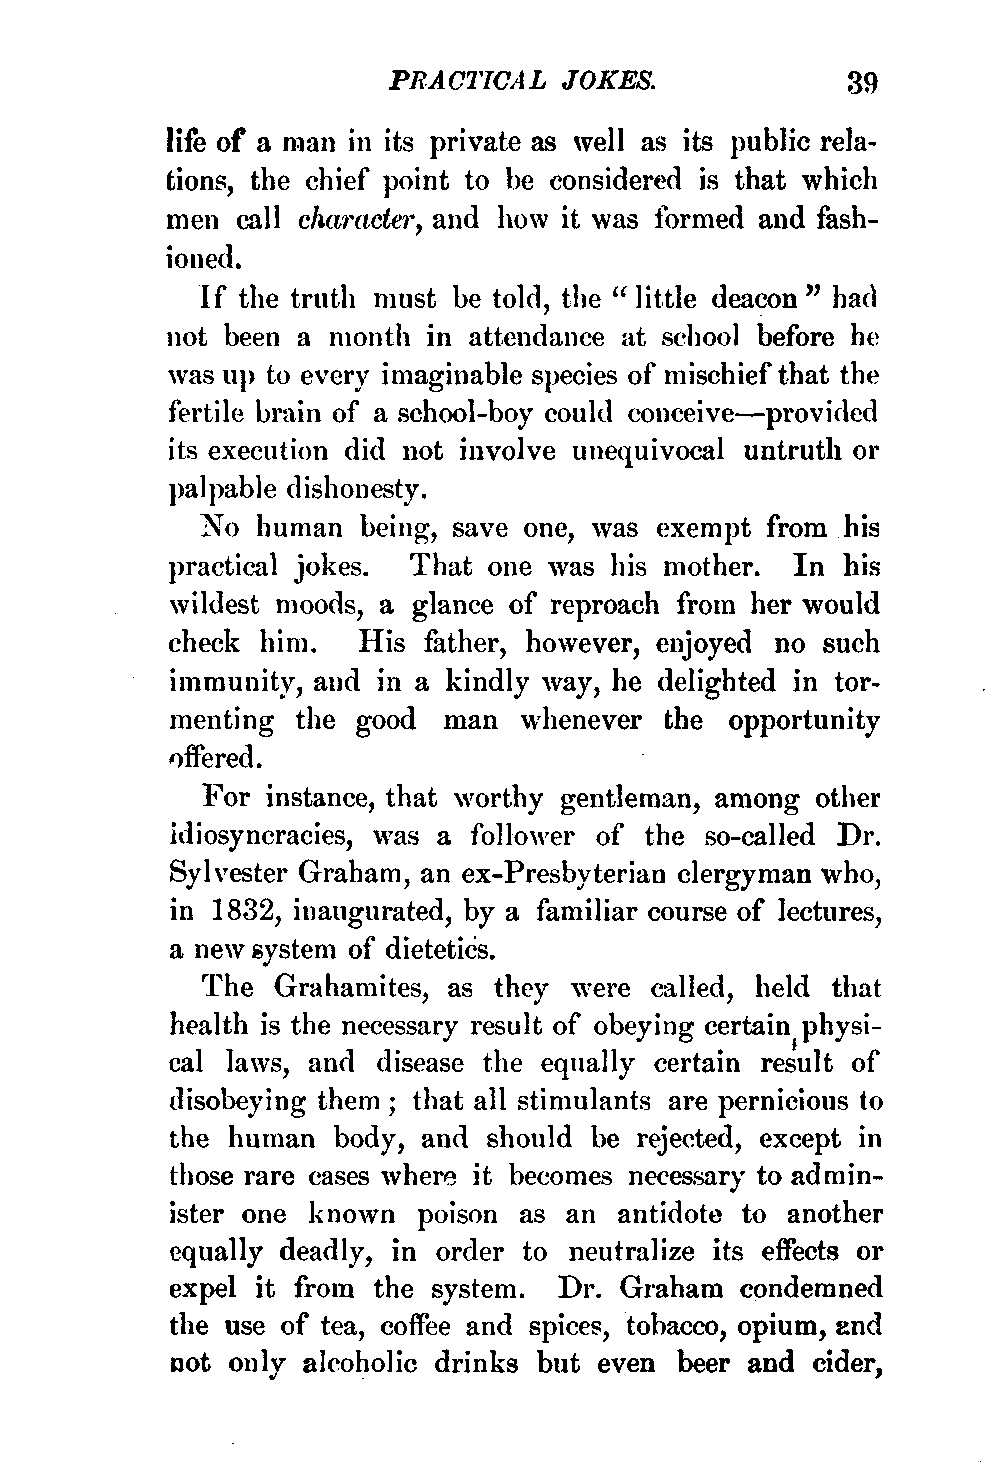 PRACTICAL JOKES. 39
life of a man in its private as well as its public rela-
tions, the chief point to be considered is that which
men call character, and how it was formed and fash-
ioned.
If the truth must be told, the “ little deacon ” had
not been a month in attendance at school before he
was up to every imaginable species of mischief that the
fertile brain of a school-boy could conceive—provided
its execution did not involve unequivocal untruth or
palpable dishonesty.
No human being, save one, was exempt from his
practical jokes. That one was his mother. In his
wildest moods, a glance of reproach from her would
check him. His father, however, enjoyed no such
immunity, and in a kindly way, he delighted in tor-
menting the good man whenever the opportunity
offered.
For instance, that worthy gentleman, among other
idiosyncracies, was a follower of the so-called Dr.
Sylvester Graham, an ex-Presbyterian clergyman who,
in 1832, inaugurated, by a familiar course of lectures,
a new system of dietetics.
The Grahamites, as they were called, held that
health is the necessary result of obeying certain physi-
cal laws, and disease the equally certain result of
disobeying them ; that all stimulants are pernicious to
the human body, and should be rejected, except in
those rare cases where it becomes necessary to admin-
ister one known poison as an antidote to another
equally deadly, in order to neutralize its effects or
expel it from the system. Dr. Graham condemned
the use of tea, coffee and spices, tobacco, opium, and
not only alcoholic drinks but even beer and cider,